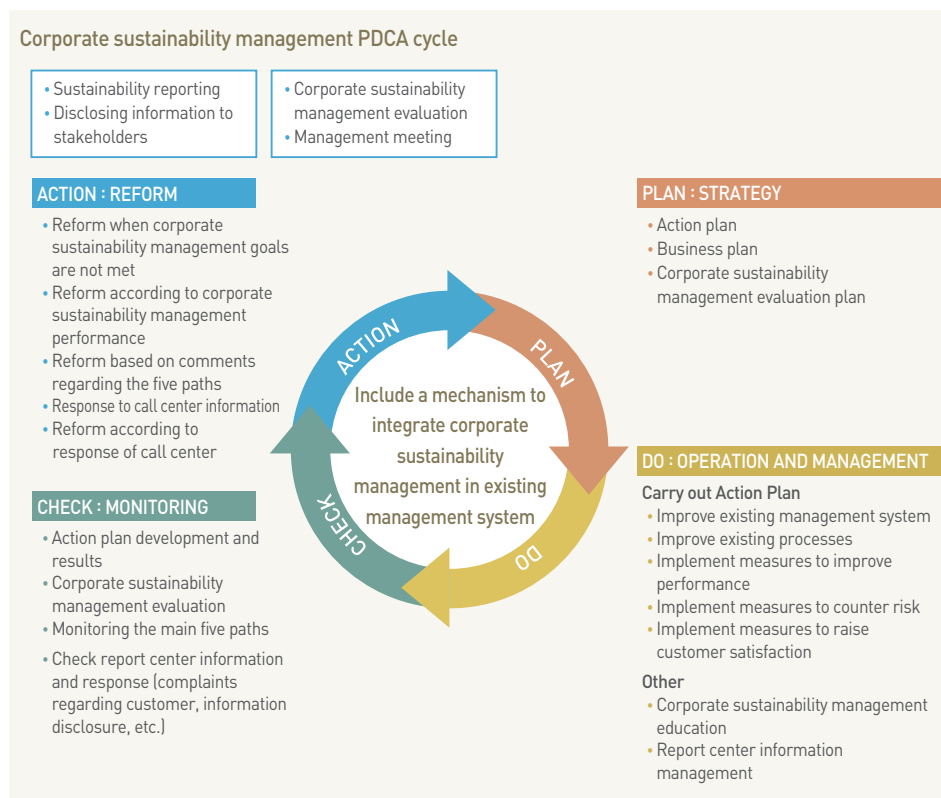 Corporate sustainability management PDCA cycle
• Sustainability reporting
• Disclosing information to
stakeholders
• Corporate sustainability
management evaluation
• Management meeting
ACTION : REFORM
• Reform when corporate
sustainability management goals
are not met
• Reform according to corporate
sustainability management
performance
• Reform based on comments
regarding the five paths
• Response to call center information
• Reform according to
response of call center
PLAN : STRATEGY
• Action plan
• Business plan
• Corporate sustainability
management evaluation plan
ACTION
PLAN
Include a mechanism to
integrate corporate
sustainability
management in existing
management system
CHECK
DO
CHECK : MONITORING
• Action plan development and
results
• Corporate sustainability
management evaluation
• Monitoring the main five paths
• Check report center information
and response (complaints
regarding customer, information
disclosure, etc.)
DO : OPERATION AND MANAGEMENT
Carry out Action Plan
• Improve existing management system
• Improve existing processes
• Implement measures to improve
performance
• Implement measures to counter risk
• Implement measures to raise
customer satisfaction
Other
• Corporate sustainability management
education
• Report center information
management